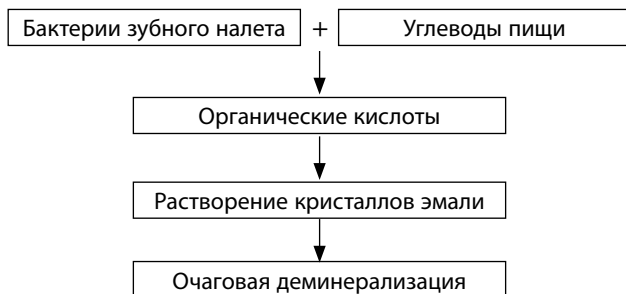 Бактерии зубного налета + Углеводы пищи
Органические кислоты
Растворение кристаллов эмали
Очаговая деминерализация